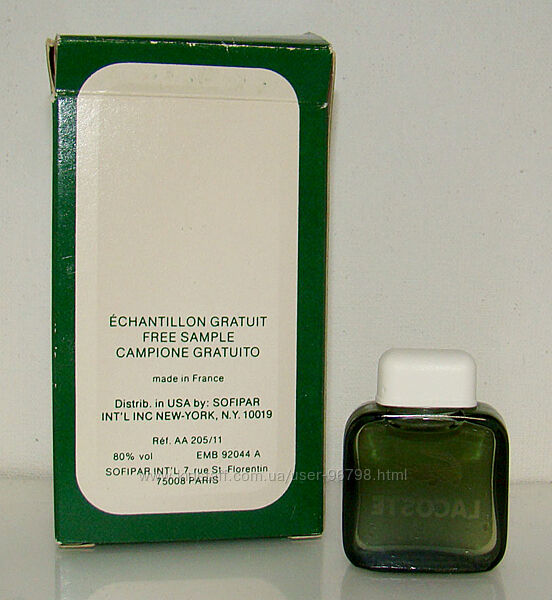 ÉCHANTILLON GRATUIT
FREE SAMPLE
CAMPIONE GRATUITO
made in France
Distrib. in USA by: SOFIPAR
INT'L INC NEW-YORK, N.Y. 10019
Réf. AA 205/11
80% vol EMB 92044 A
SOFIPAR INT'L 7, rue St. Florentin
75008 PARIS
LACOSTE